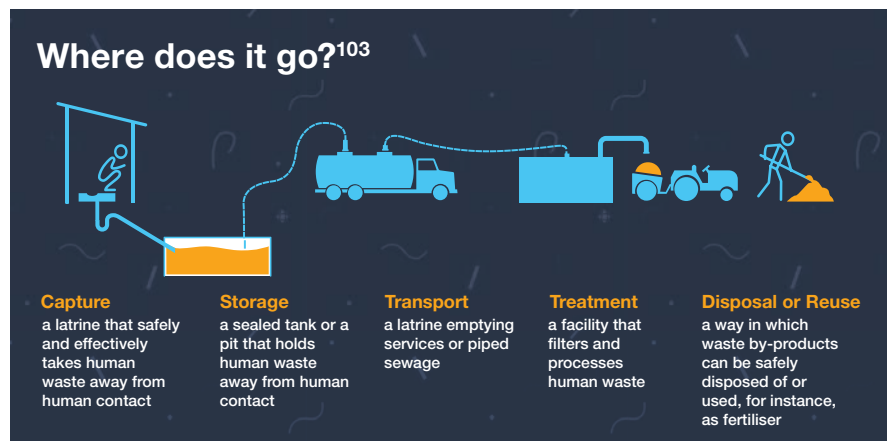 Where does it go?103
Capture
a latrine that safely
and effectively
takes human
waste away from
human contact
Storage
a sealed tank or a
pit that holds
human waste
away from human
contact
Transport
a latrine emptying
services or piped
sewage
Treatment
a facility that
filters and
processes
human waste
Disposal or Reuse
a way in which
waste by-products
can be safely
disposed of or
used, for instance,
as fertiliser